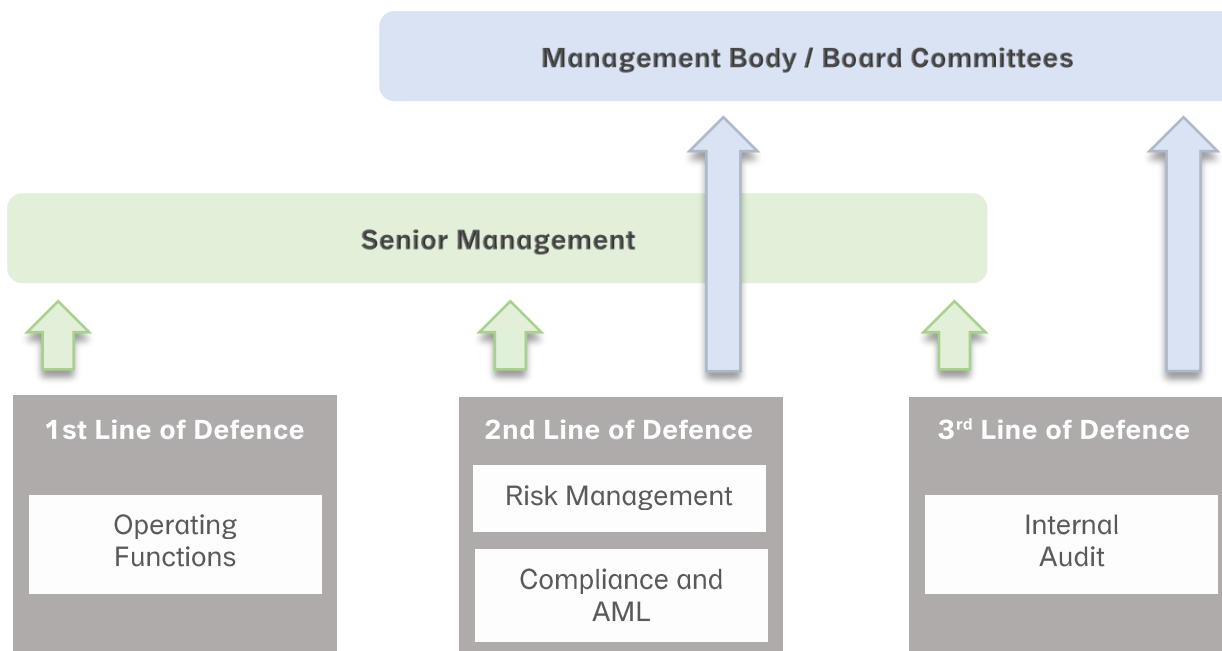 Management Body / Board Committees
Senior Management
1st Line of Defence
Operating
Functions
2nd Line of Defence
Risk Management
Compliance and
AML
3rd Line of Defence
Internal
Audit